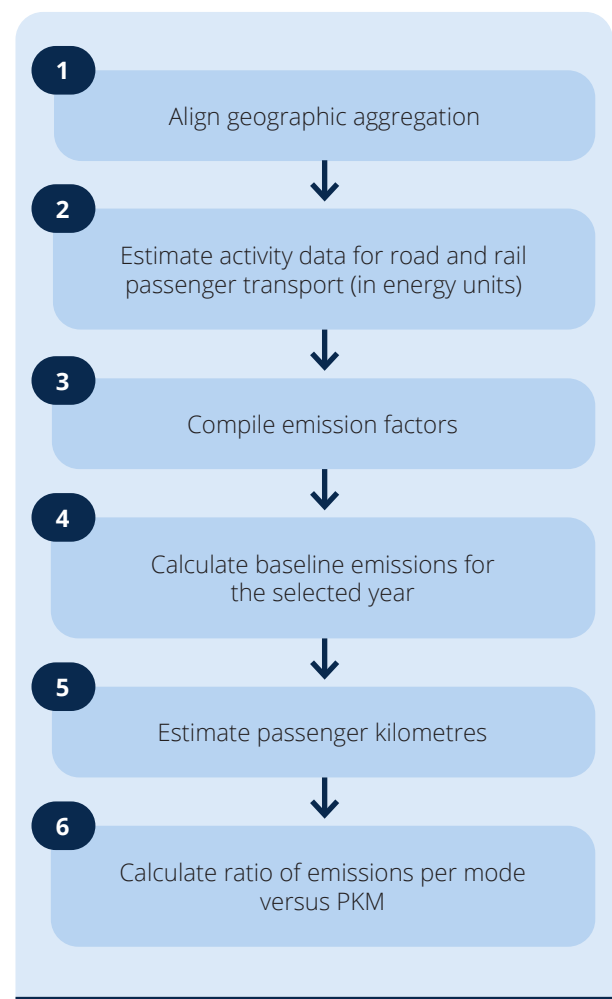 1
Align geographic aggregation
2
Estimate activity data for road and rail
passenger transport (in energy units)
3
Compile emission factors
4
Calculate baseline emissions for
the selected year
5
Estimate passenger kilometres
6
Calculate ratio of emissions per mode
versus PKM